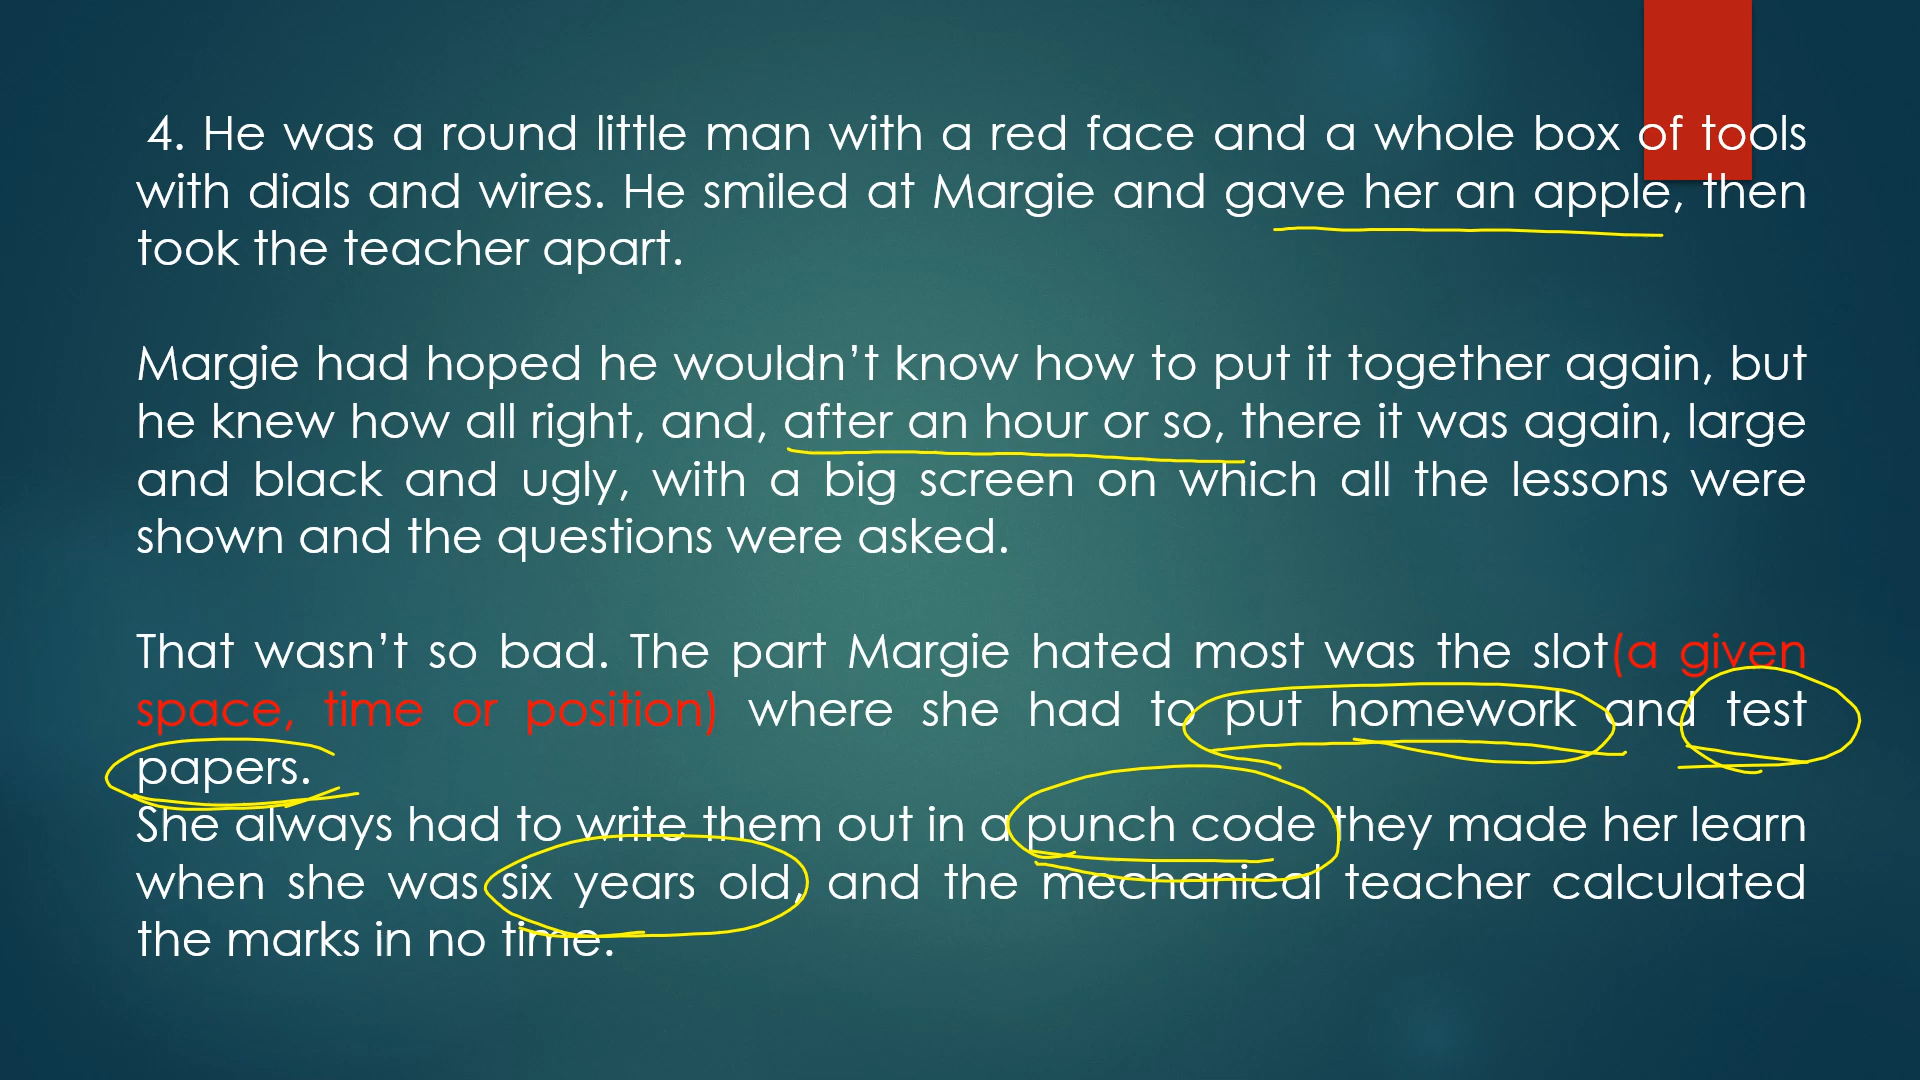 4. He was a round little man with a red face and a whole box of tools
with dials and wires. He smiled at Margie and gave her an apple, then
took the teacher apart.
Margie had hoped he wouldn’t know how to put it together again, but
he knew how all right, and, after an hour or so, there it was again, large
and black and ugly, with a big screen on which all the lessons were
shown and the questions were asked.
That wasn’t so bad. The part Margie hated most was the slot(a given
space, time or position) where she had to put homework and test
papers.
She always had to write them out in a punch code they made her learn
when she was six years old, and the mechanical teacher calculated
the marks in no time.